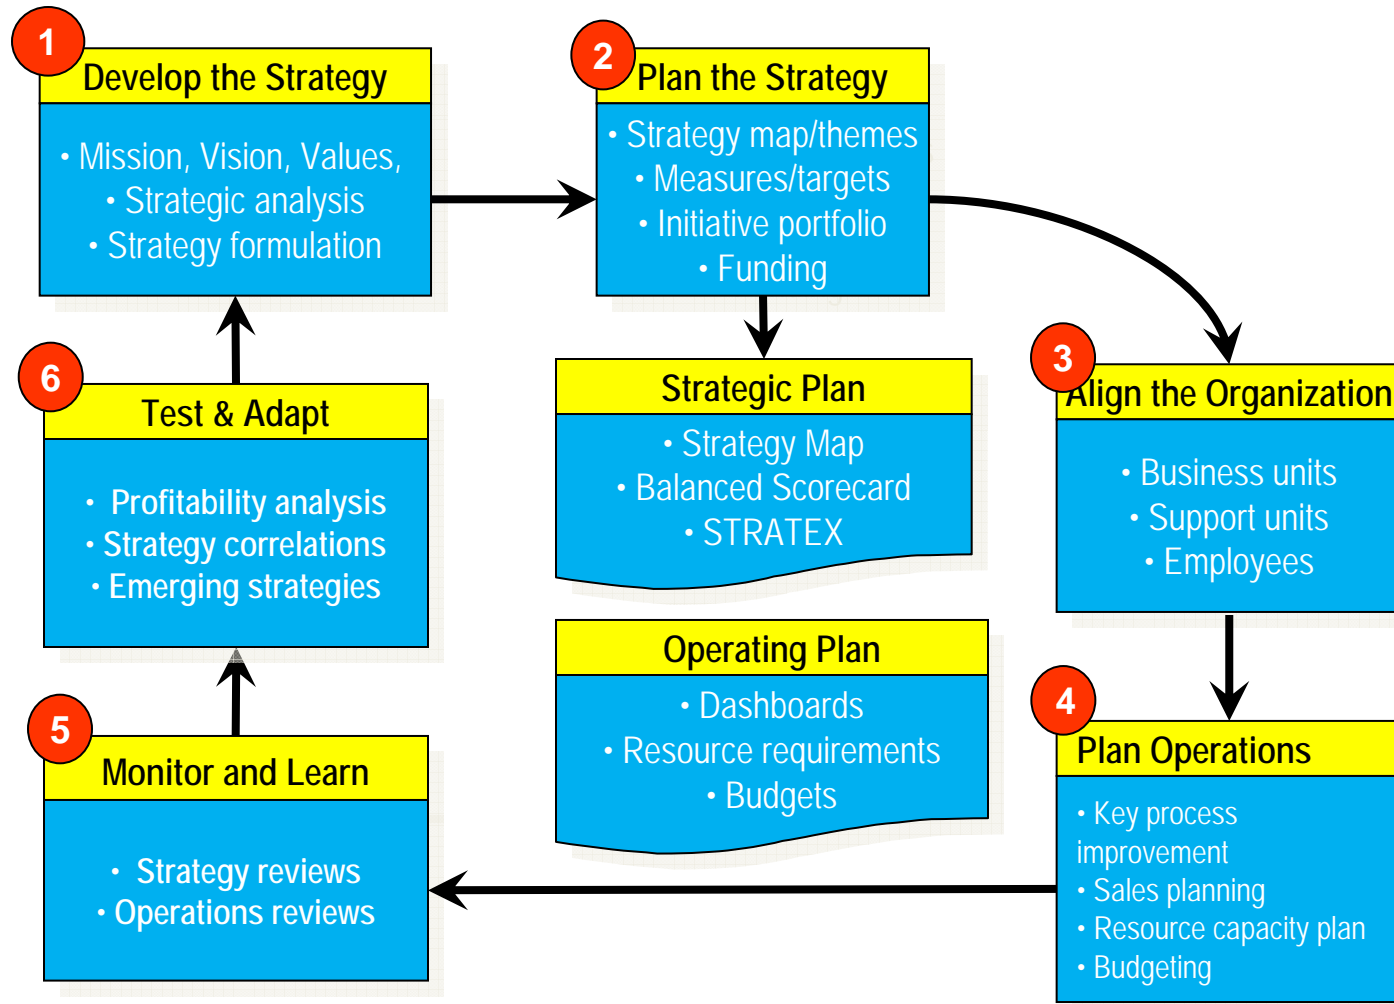 1
Develop the Strategy
• Mission, Vision, Values,
• Strategic analysis
• Strategy formulation
2
Plan the Strategy
• Strategy map/themes
• Measures/targets
• Initiative portfolio
• Funding
3
Align the Organization
• Business units
• Support units
• Employees
Strategic Plan
• Strategy Map
• Balanced Scorecard
• STRATEX
Operating Plan
• Dashboards
• Resource requirements
• Budgets
4
Plan Operations
• Key process
improvement
• Sales planning
• Resource capacity plan
• Budgeting
5
Monitor and Learn
• Strategy reviews
• Operations reviews
6
Test & Adapt
• Profitability analysis
• Strategy correlations
• Emerging strategies